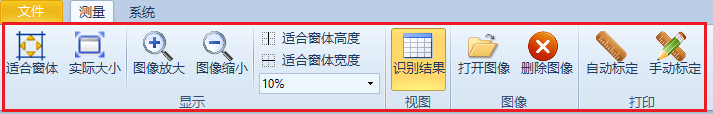 文件 测量 系统
适合窗体 实际大小 图像放大 图像缩小 适合窗体高度
适合窗体宽度
10%
识别结果 打开图像 删除图像 自动标定 手动标定
显示 视图 图像 打印